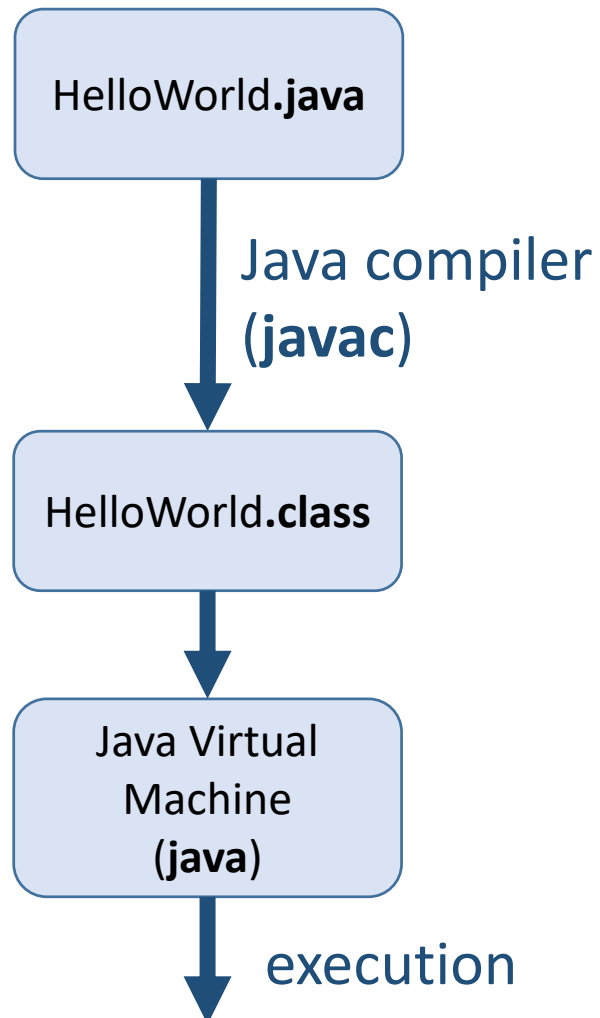 HelloWorld.java
Java compiler
(javac)
HelloWorld.class
Java Virtual
Machine
(java)
execution